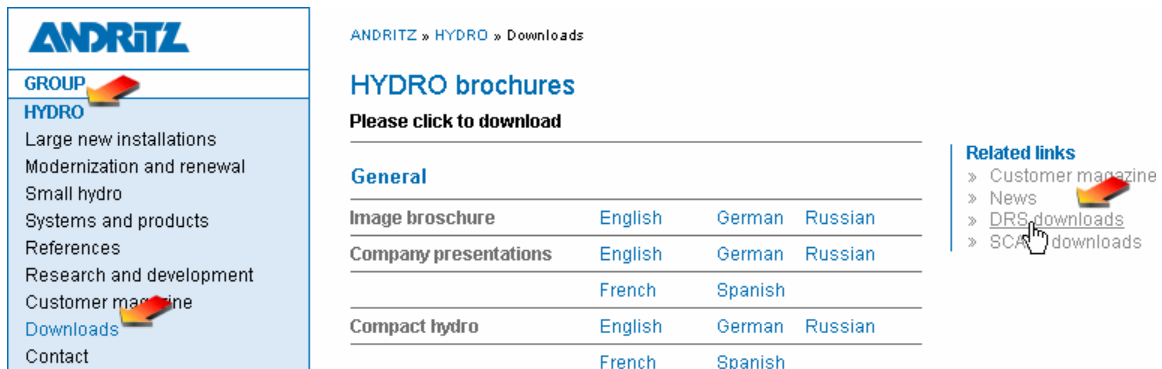 ANDRITZ
GROUP
HYDRO
Large new installations
Modernization and renewal
Small hydro
Systems and products
References
Research and development
Customer magazine
Downloads
Contact
ANDRITZ » HYDRO » Downloads
HYDRO brochures
Please click to download
General
Image broschure English German Russian
Company presentations English German Russian
French Spanish
Compact hydro English German Russian
French Spanish
Related links
» Customer magazine
» News
» DRS downloads
» downloads